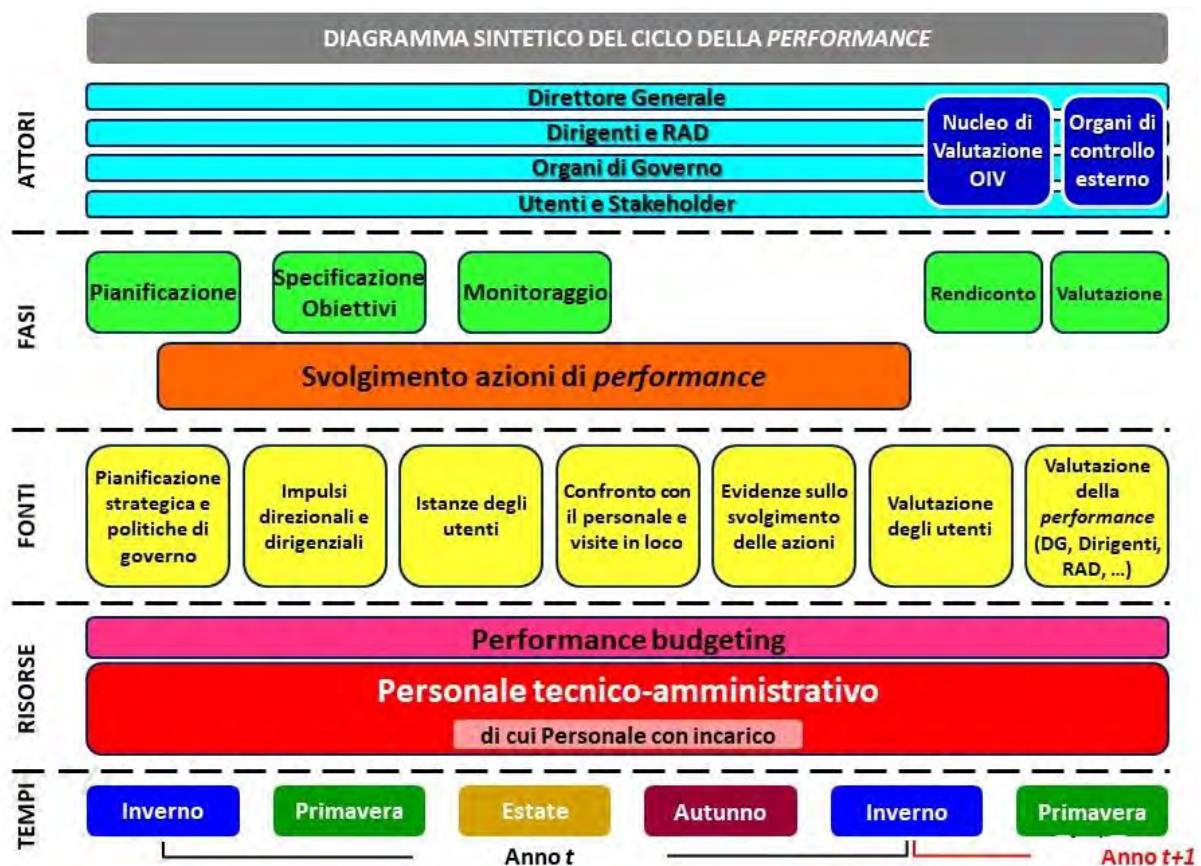 DIAGRAMMA SINTETICO DEL CICLO DELLA PERFORMANCE
ATTORI
Direttore Generale
Dirigenti e RAD
Organi di Governo
Utenti e Stakeholder
Nucleo di
Valutazione
OIV
Organi di
controllo
esterno
FASI
Pianificazione
Specificazione
Obiettivi
Monitoraggio
Rendiconto
Valutazione
Svolgimento azioni di performance
FONTI
Pianificazione
strategica e
politiche di
governo
Impulsi
direzionali e
dirigenziali
Istanze degli
utenti
Confronto con
il personale e
visite in loco
Evidenze sullo
svolgimento
delle azioni
Valutazione
degli utenti
Valutazione
della
performance
(DG, Dirigenti,
RAD, ...)
RISORSE
Performance budgeting
Personale tecnico-amministrativo
di cui Personale con incarico
TEMPI
Inverno
Primavera
Estate
Autunno
Inverno
Primavera
Anno t
Anno t+1